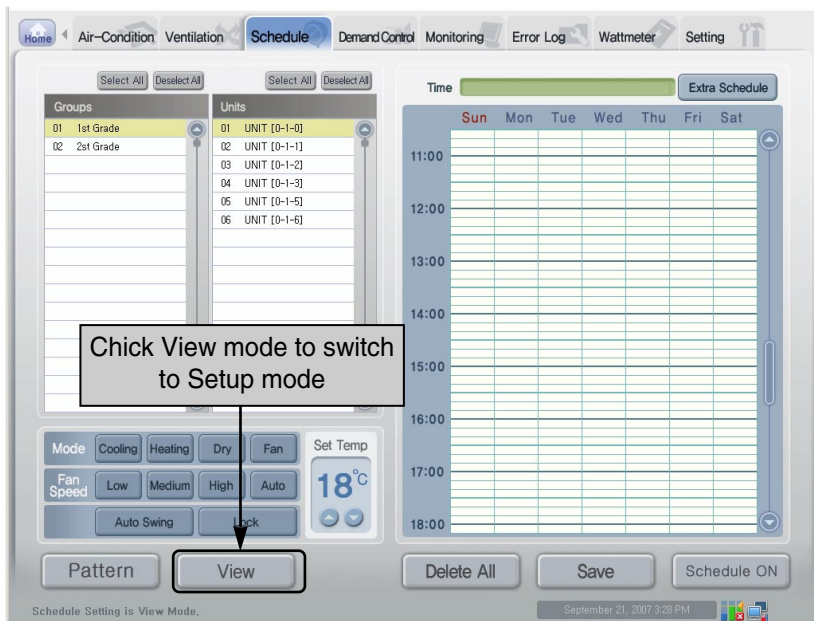 Home Air-Condition Ventilation Schedule Demand Control Monitoring Error Log Wattmeter Setting
Select All Deselect All Select All Deselect All
Groups Units
01 1st Grade 01 UNIT [0-1-0]
02 2st Grade 02 UNIT [0-1-1]
03 UNIT [0-1-2]
04 UNIT [0-1-3]
05 UNIT [0-1-5]
06 UNIT [0-1-6]
Chick View mode to switch
to Setup mode
Mode Cooling Heating Dry Fan Set Temp
Fan
Speed Low Medium High Auto 18°C
Auto Swing Lock
Pattern View
Time Extra Schedule
Sun Mon Tue Wed Thu Fri Sat
11:00
12:00
13:00
14:00
15:00
16:00
17:00
18:00
Delete All Save Schedule ON
Schedule Setting is View Mode, September 21, 2007 3:28 PM